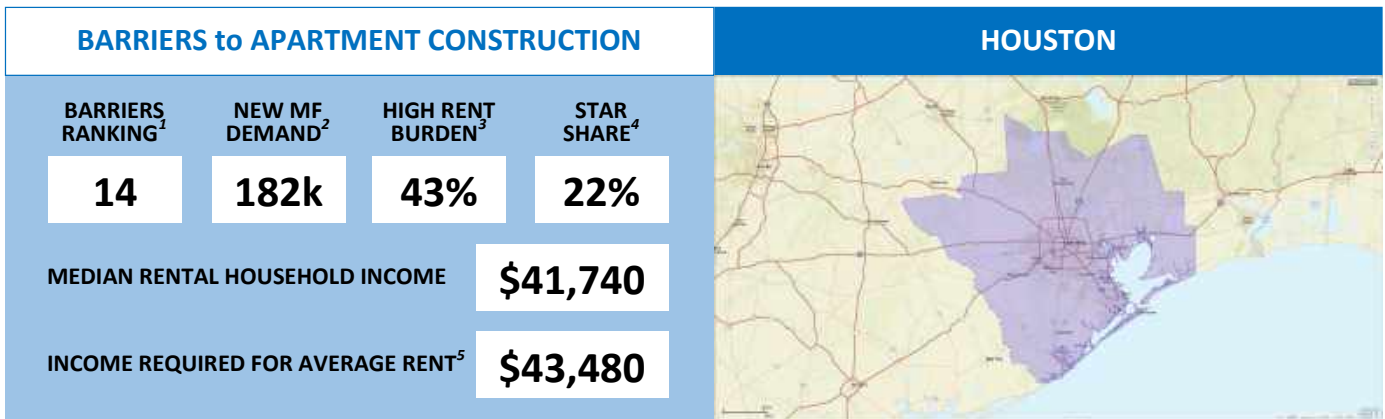 BARRIERS to APARTMENT CONSTRUCTION
HOUSTON
BARRIERS RANKING1
NEW MF DEMAND2
HIGH RENT BURDEN3
STAR SHARE4
14
182k
43%
22%
MEDIAN RENTAL HOUSEHOLD INCOME
$41,740
INCOME REQUIRED FOR AVERAGE RENT5
$43,480